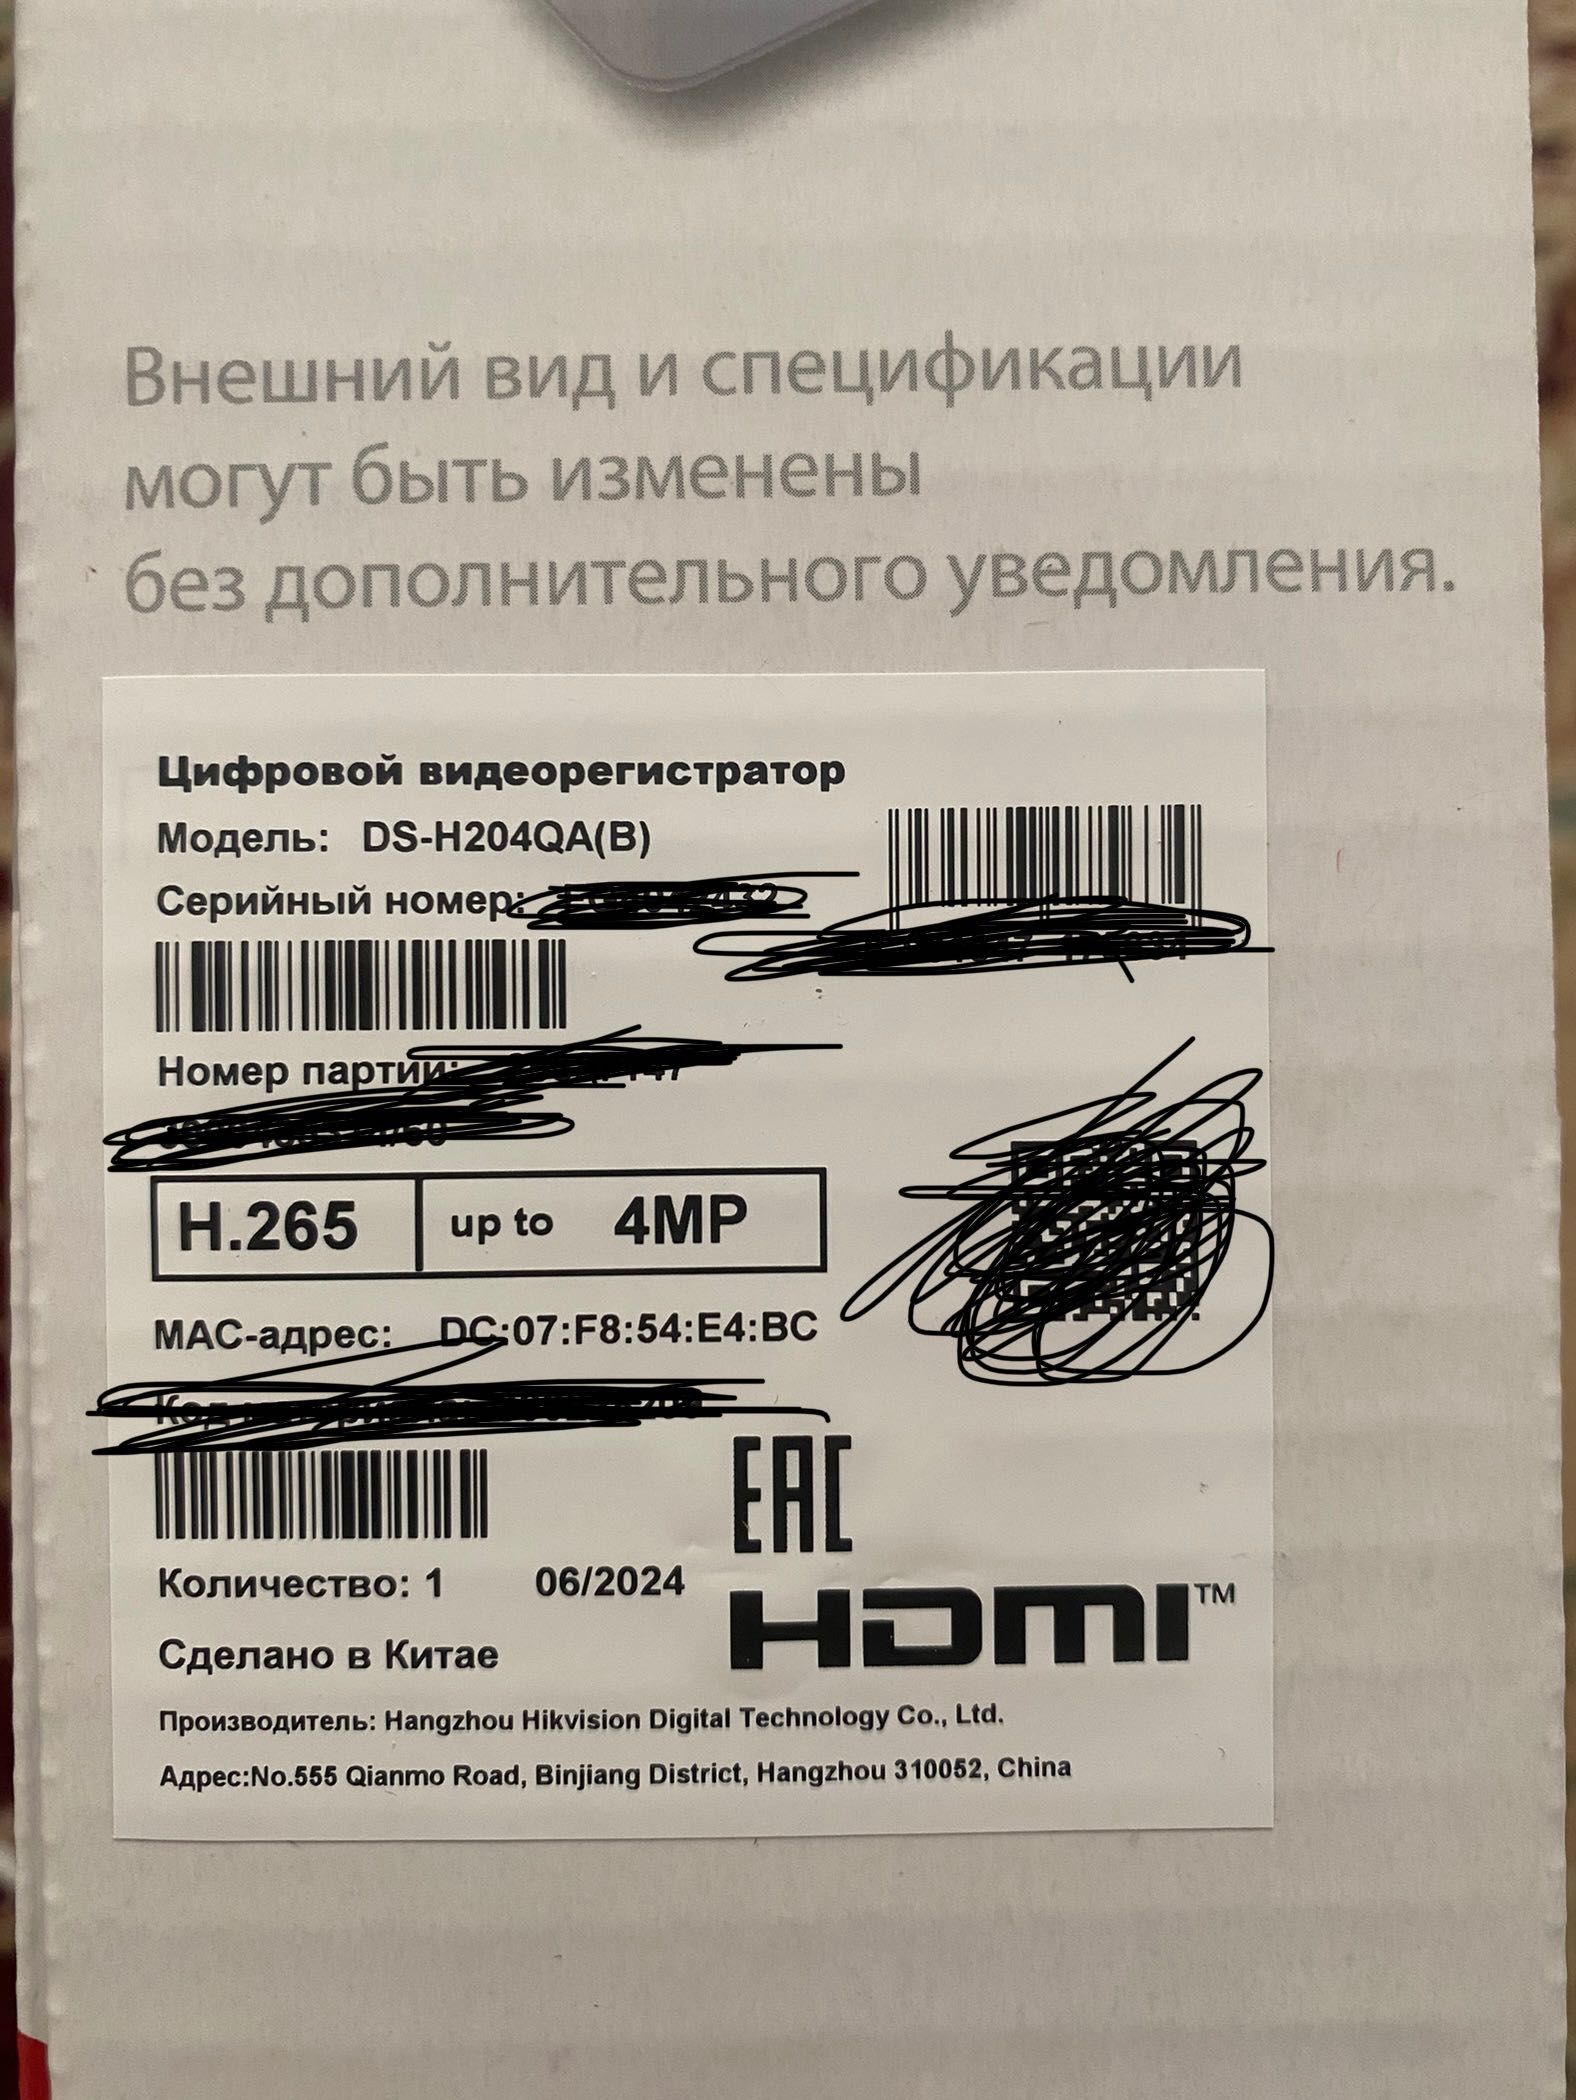 Внешний вид и спецификации
могут быть изменены
без дополнительного уведомления.
Цифровой видеорегистратор
Модель: DS-H204QA(B)
Серийный номер:
Номер партии:
H.265 up to 4MP
MAC-адрес: DC:07:F8:54:E4:BC
EAC
Количество: 1 06/2024
HDMI™
Сделано в Китае
Производитель: Hangzhou Hikvision Digital Technology Co., Ltd.
Адрес:No.555 Qianmo Road, Binjiang District, Hangzhou 310052, China